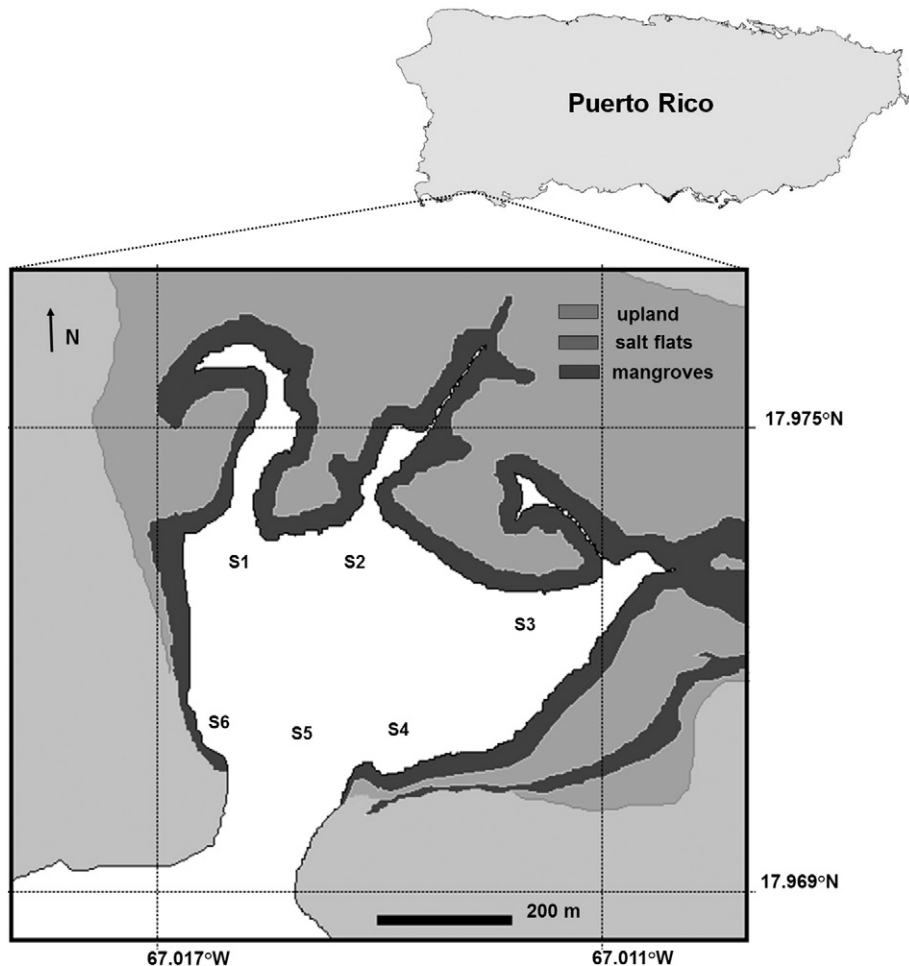 Puerto Rico
N
upland
salt flats
mangroves
17.975°N
S1
S2
S3
S6
S5
S4
17.969°N
200 m
67.017°W
67.011°W